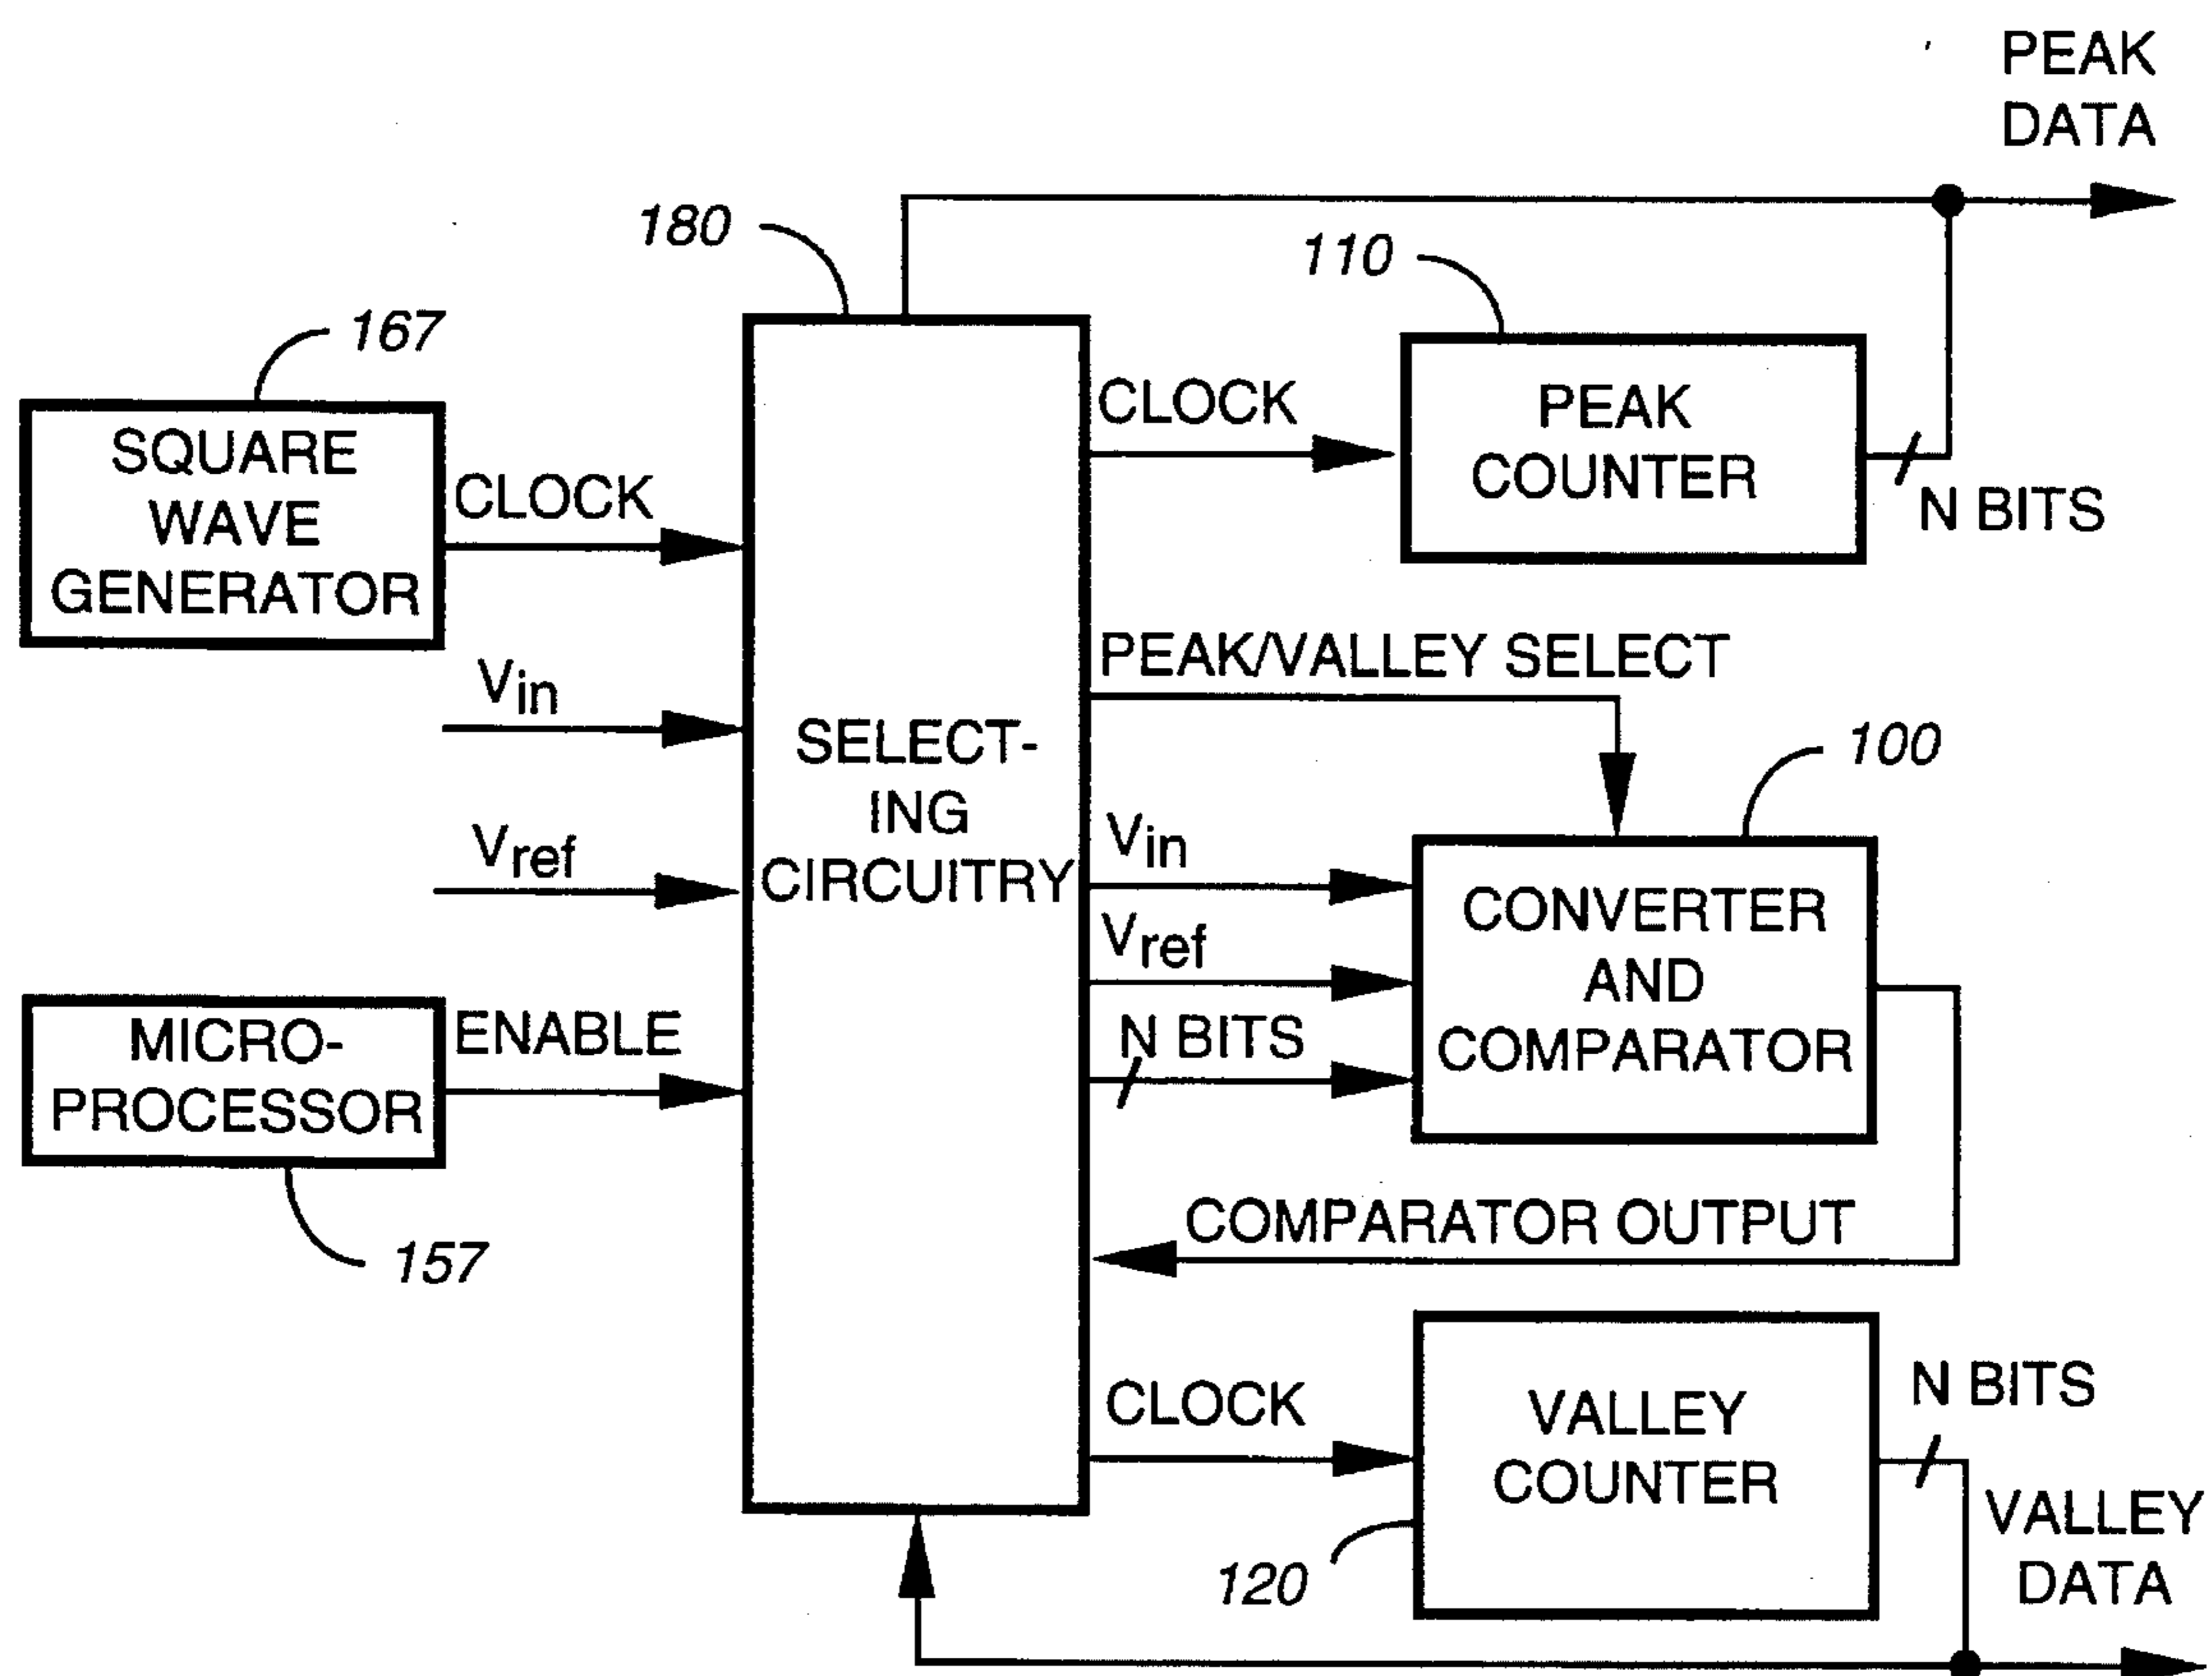 PEAK
DATA
180
110
167
SQUARE
WAVE
GENERATOR
CLOCK
CLOCK
PEAK
COUNTER
N BITS
PEAK/VALLEY SELECT
Vin
Vref
SELECT-
ING
CIRCUITRY
100
Vin
Vref
N BITS
CONVERTER
AND
COMPARATOR
MICRO-
PROCESSOR
ENABLE
157
COMPARATOR OUTPUT
CLOCK
VALLEY
COUNTER
N BITS
120
VALLEY
DATA